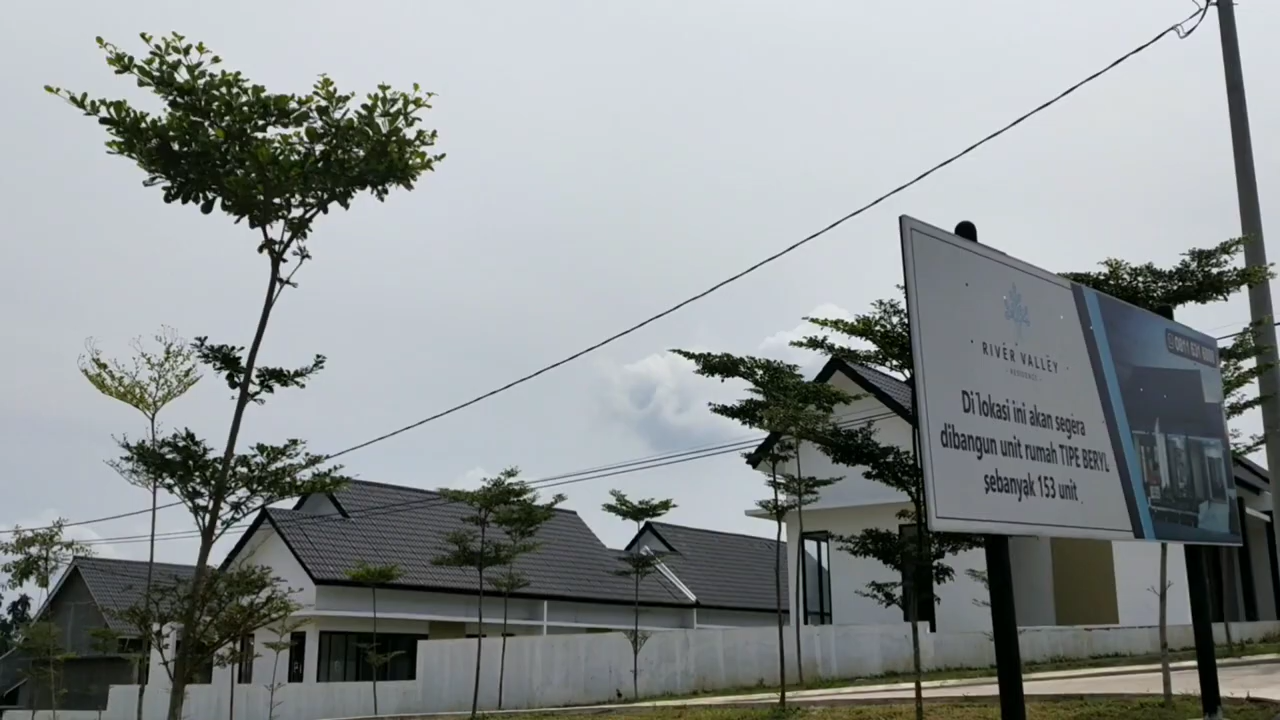 RIVER VALLEY
RESIDENCE
Di lokasi ini akan segera
dibangun unit rumah TIPE BERYL
sebanyak 153 unit